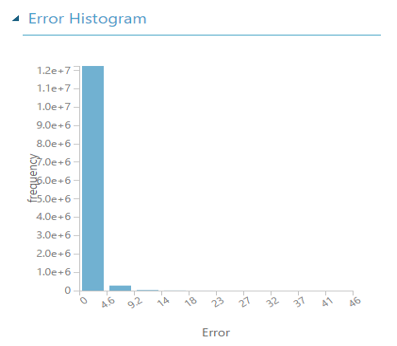 Error Histogram
1.2e+7
1.1e+7
1.0e+7
9.0e+6
8.0e+6
7.0e+6
6.0e+6
5.0e+6
4.0e+6
3.0e+6
2.0e+6
1.0e+6
0
frequency
0 4.6 9.2 14 18 23 27 32 37 41 46
Error